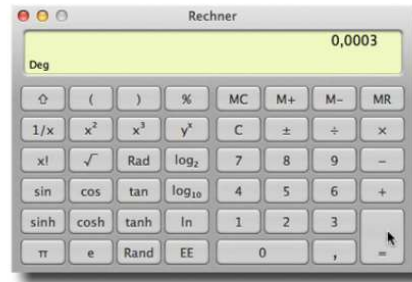 Rechner
0,0003
Deg
⇧ ( ) % MC M+ M− MR
1/x x² x³ yˣ C ± ÷ ×
x! √ Rad log₂ 7 8 9 −
sin cos tan log₁₀ 4 5 6 +
sinh cosh tanh ln 1 2 3
π e Rand EE 0 , =